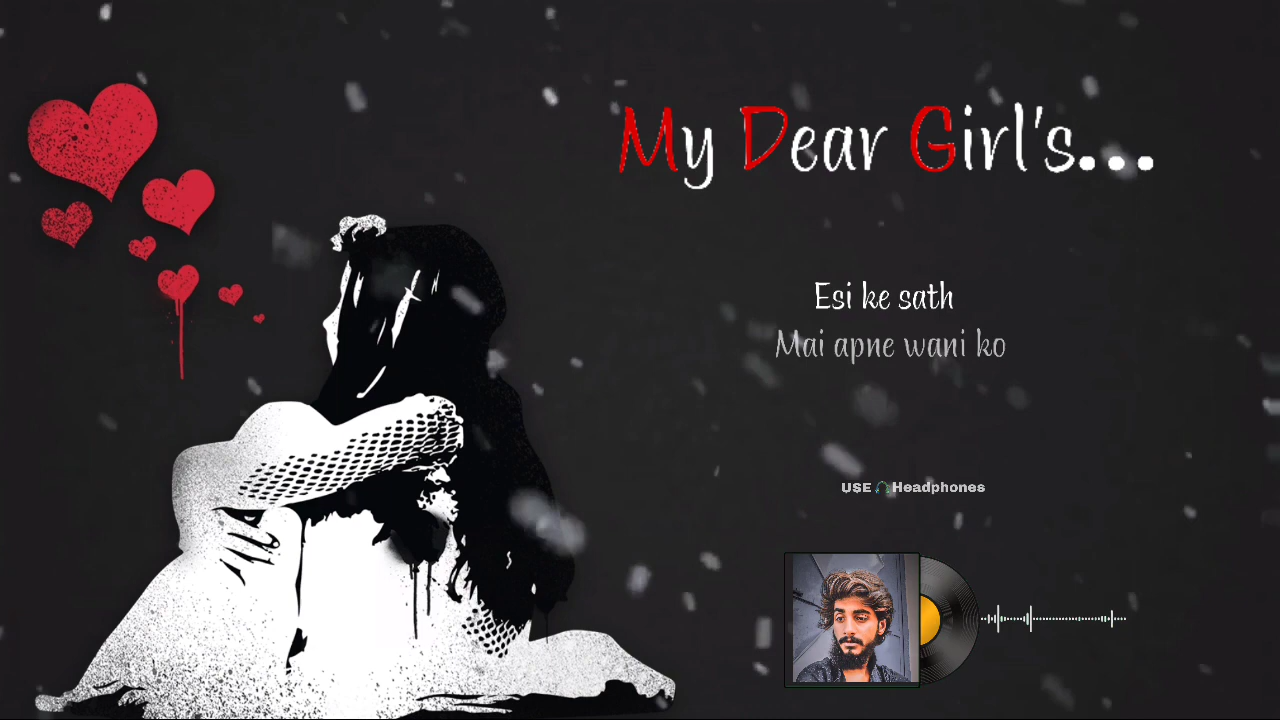 My Dear Girl's...
Esi ke sath
Mai apne wani ko
USE 🎧Headphones